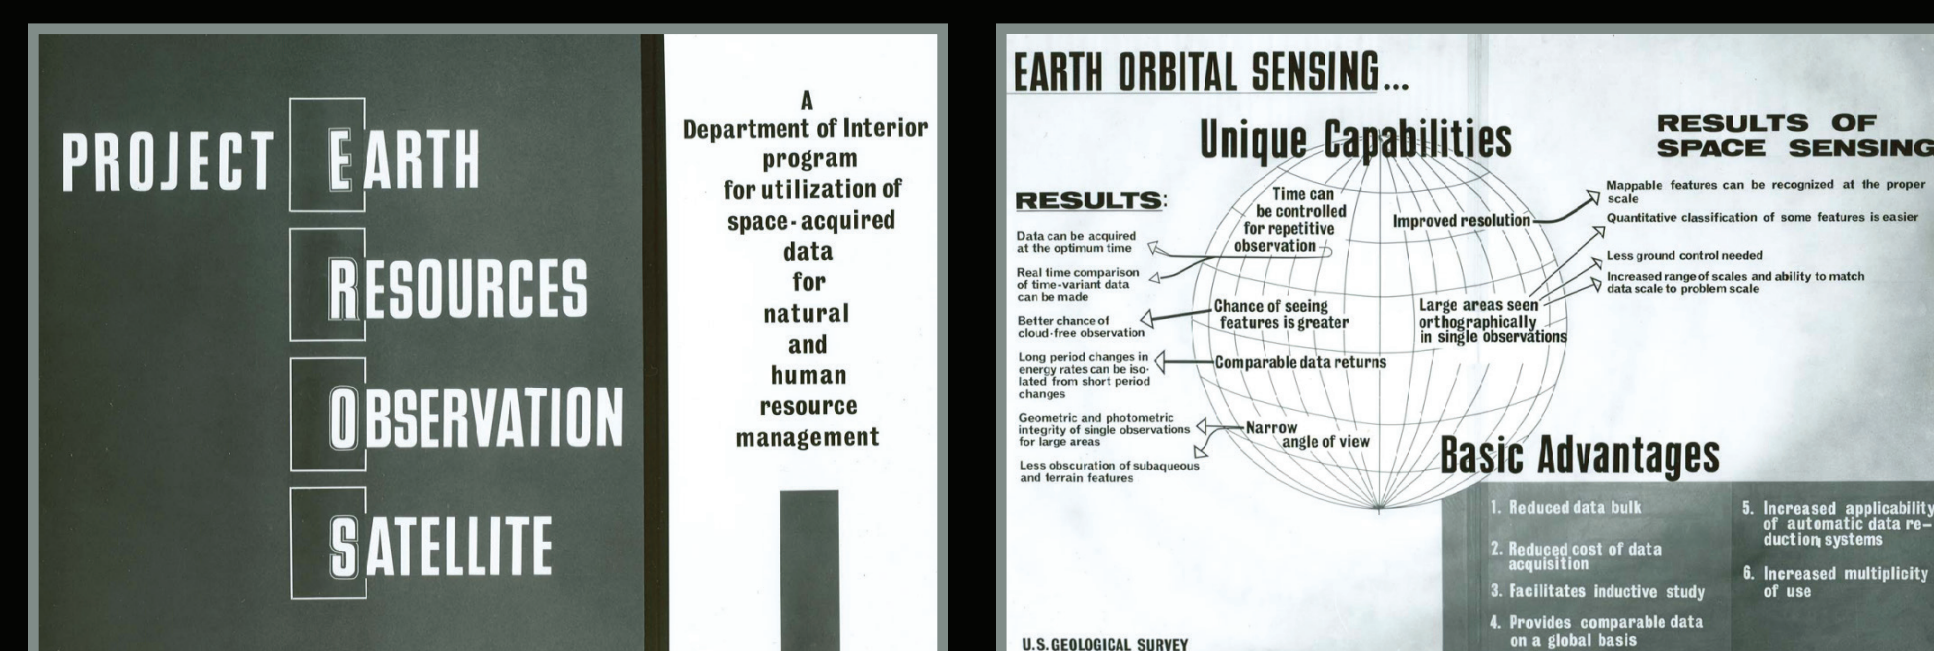 PROJECT EARTH
RESOURCES
OBSERVATION
SATELLITE
A
Department of Interior
program
for utilization of
space-acquired
data
for
natural
and
human
resource
management
EARTH ORBITAL SENSING...
Unique Capabilities
RESULTS:
Data can be acquired
at the optimum time
Real time comparison
of time-variant data
can be made
Better chance of
cloud-free observation
Long period changes in
energy rates can be iso-
lated from short period
changes
Geometric and photometric
integrity of single observations
for large areas
Less obscuration of subaqueous
and terrain features
Time can
be controlled
for repetitive
observation
Chance of seeing
features is greater
Comparable data returns
Narrow
angle of view
Improved resolution
Large areas seen
orthographically
in single observations
RESULTS OF
SPACE SENSING
Mappable features can be recognized at the proper
scale
Quantitative classification of some features is easier
Less ground control needed
Increased range of scales and ability to match
data scale to problem scale
Basic Advantages
1. Reduced data bulk
2. Reduced cost of data
acquisition
3. Facilitates inductive study
4. Provides comparable data
on a global basis
5. Increased applicability
of automatic data re-
duction systems
6. Increased multiplicity
of use
U.S. GEOLOGICAL SURVEY